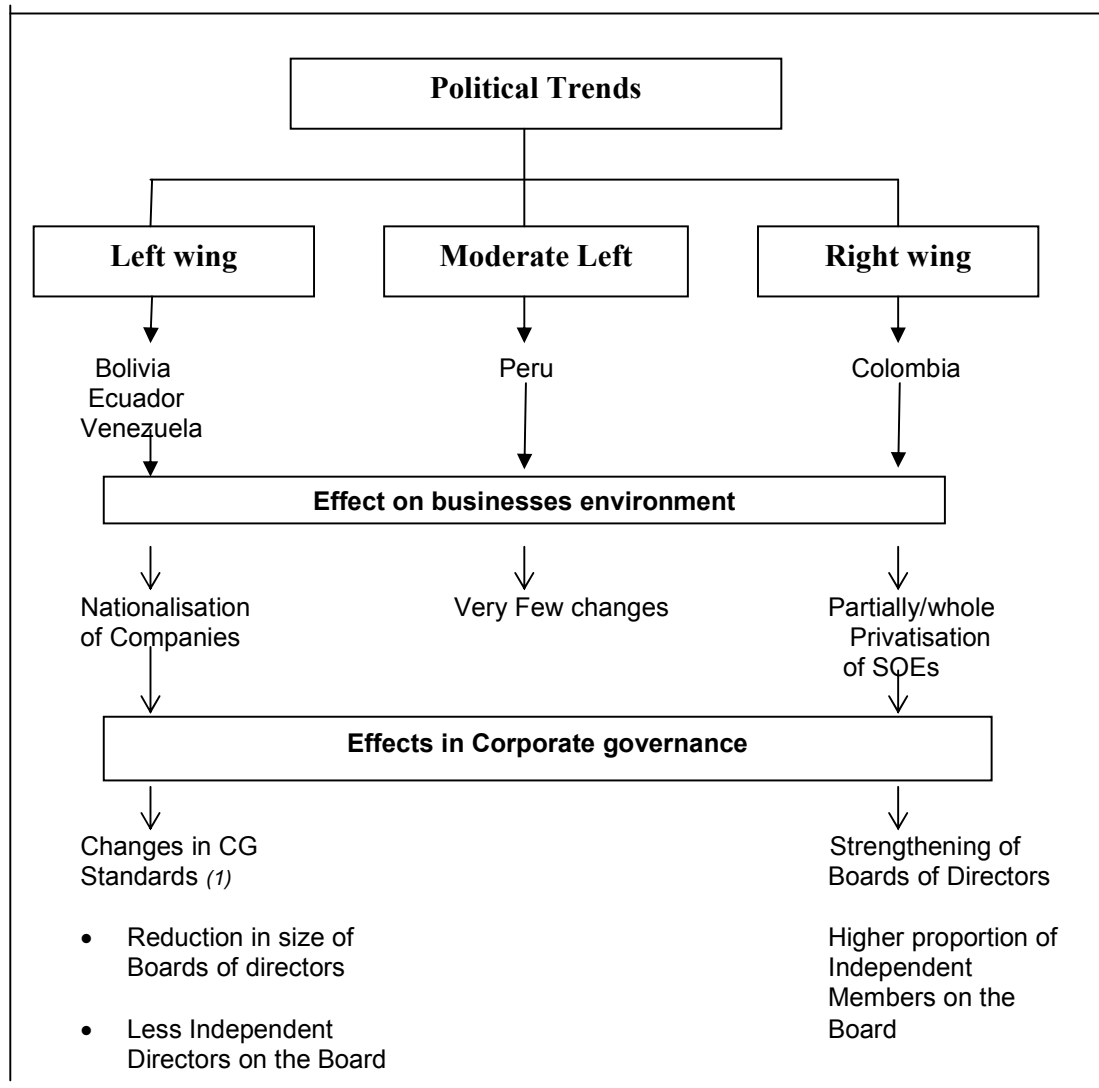 Political Trends
Left wing
Moderate Left
Right wing
Bolivia
Ecuador
Venezuela
Peru
Colombia
Effect on businesses environment
Nationalisation
of Companies
Very Few changes
Partially/whole
Privatisation
of SOEs
Effects in Corporate governance
Changes in CG
Standards (1)
• Reduction in size of
Boards of directors
• Less Independent
Directors on the Board
Strengthening of
Boards of Directors
Higher proportion of
Independent
Members on the
Board